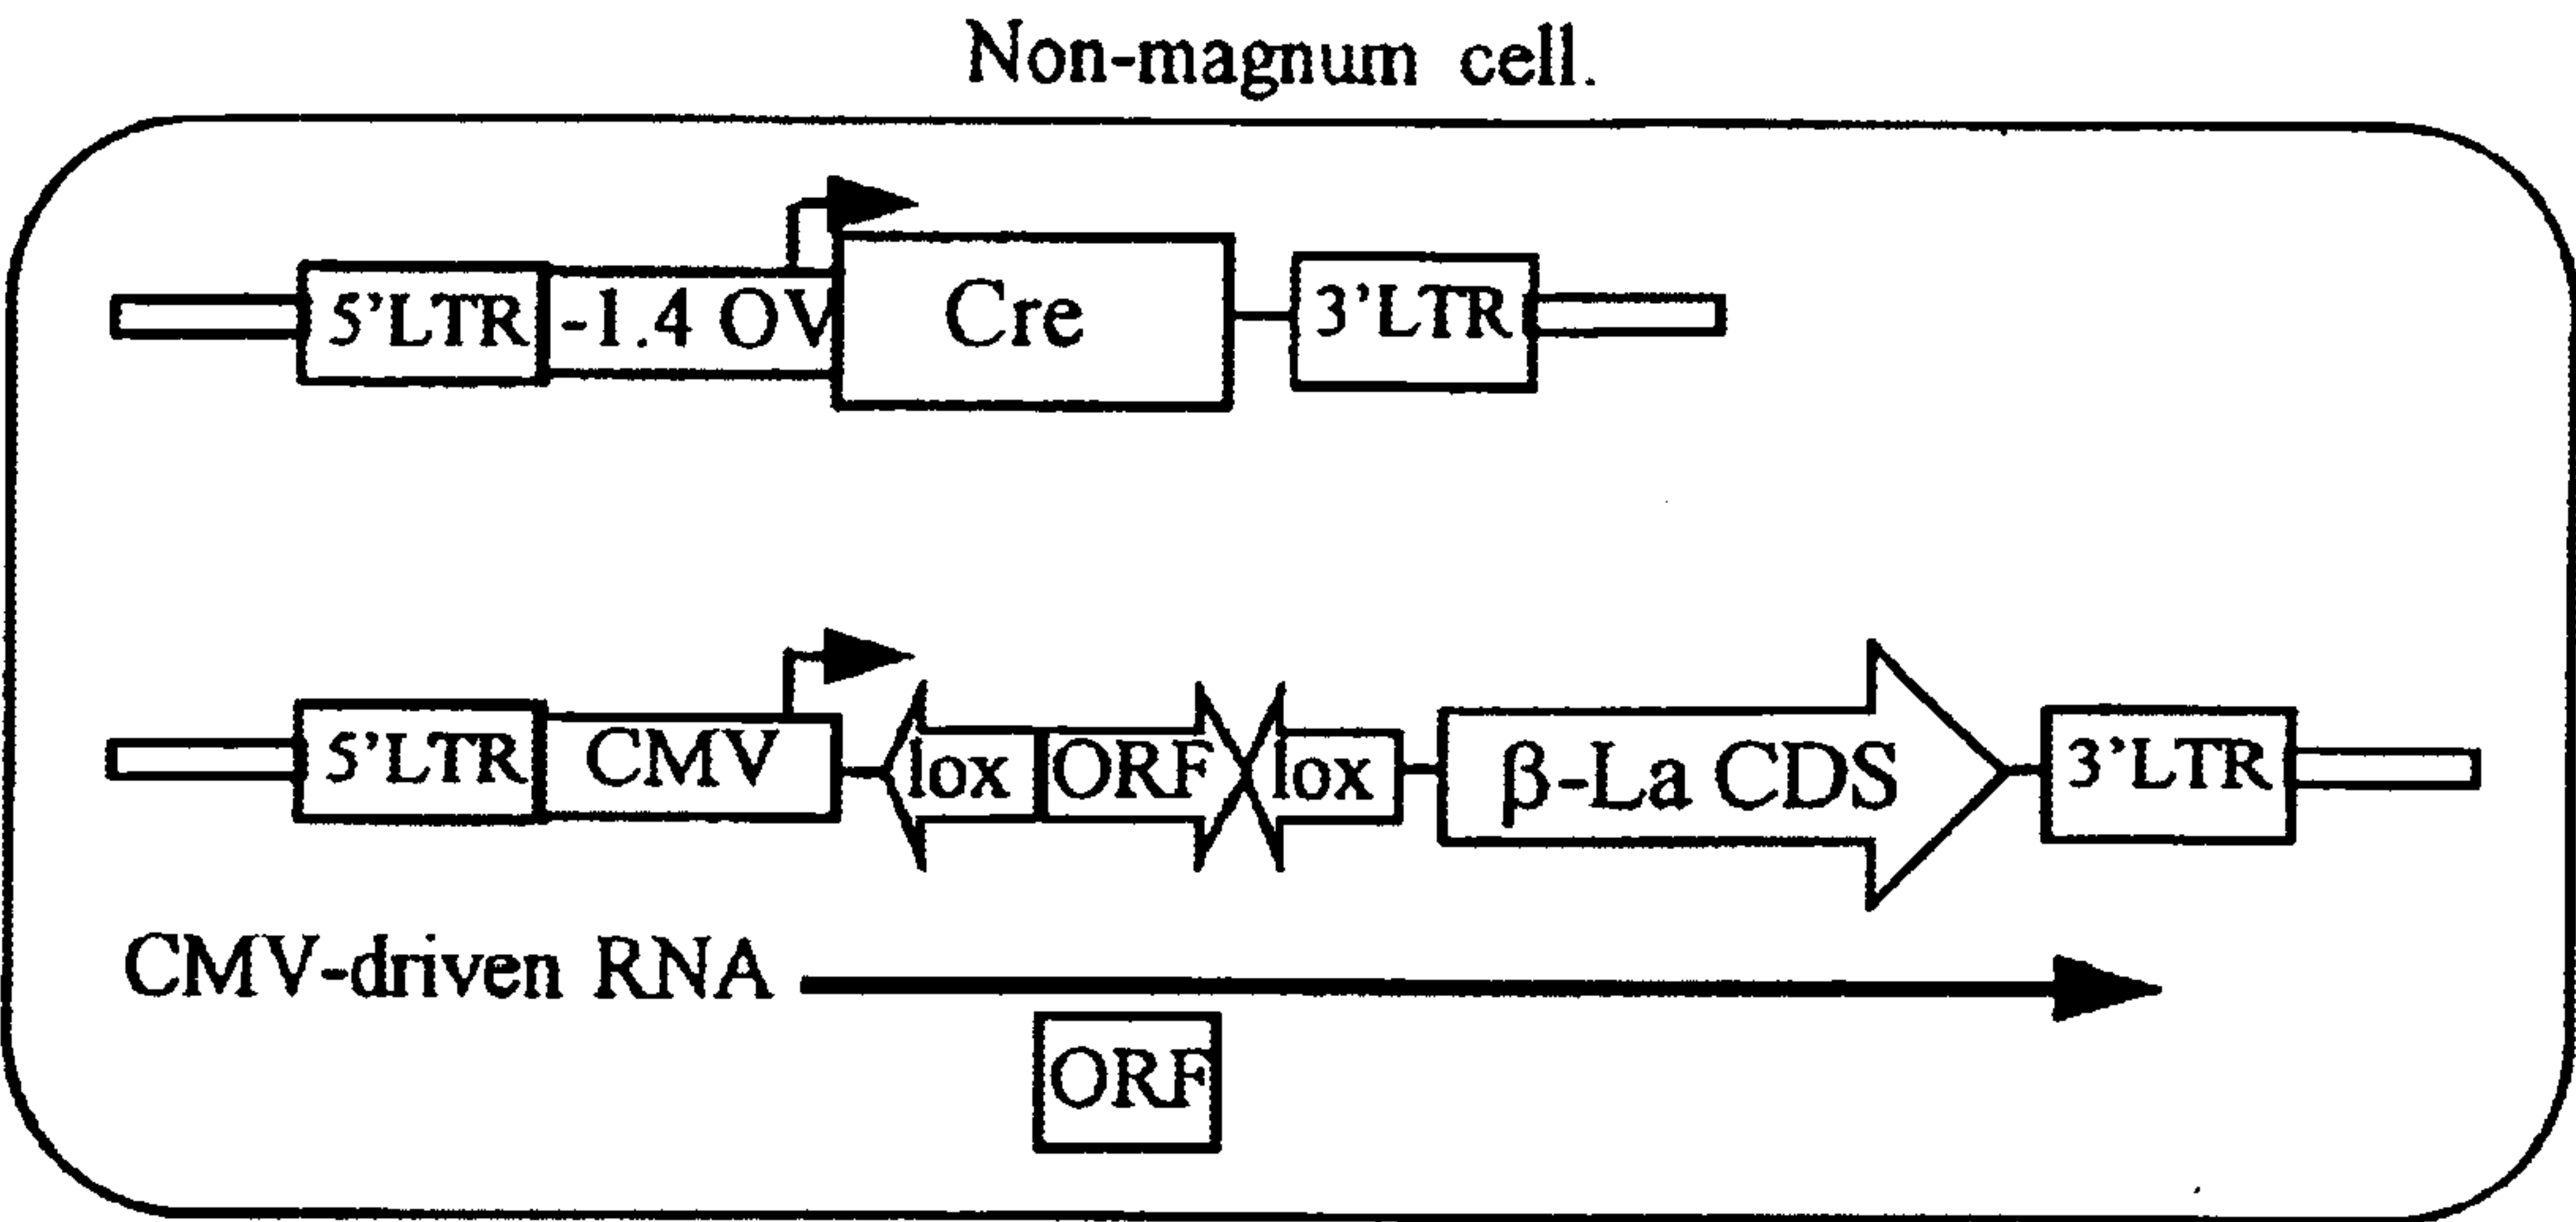 Non-magnum cell.
5'LTR -1.4 OV Cre 3'LTR
5'LTR CMV lox ORF lox β-La CDS 3'LTR
CMV-driven RNA
ORF